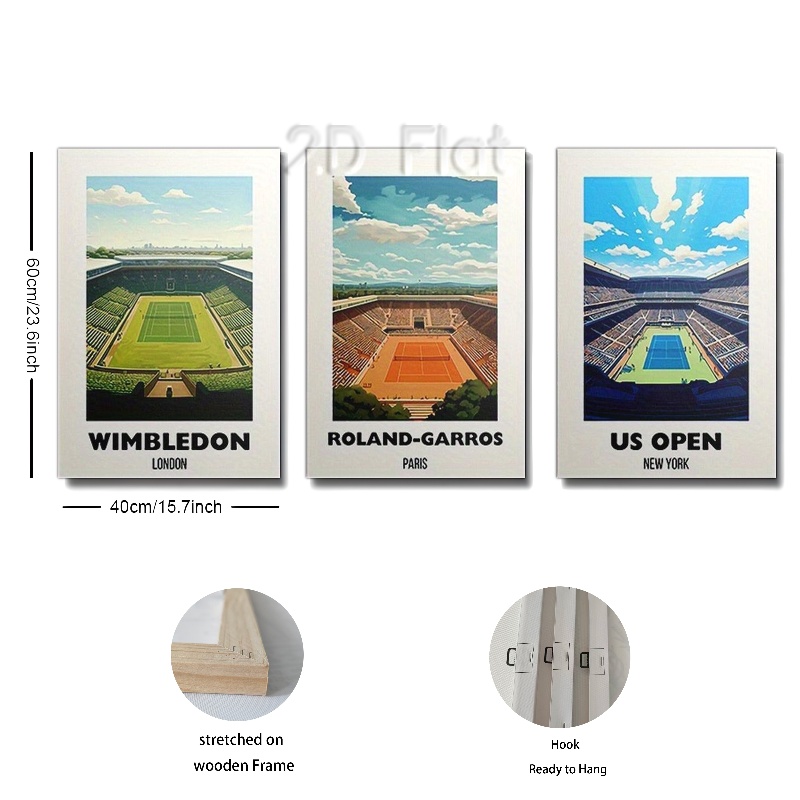 2D Flat
60cm/23.6inch
WIMBLEDON
LONDON
ROLAND-GARROS
PARIS
US OPEN
NEW YORK
40cm/15.7inch
stretched on
wooden Frame
Hook
Ready to Hang